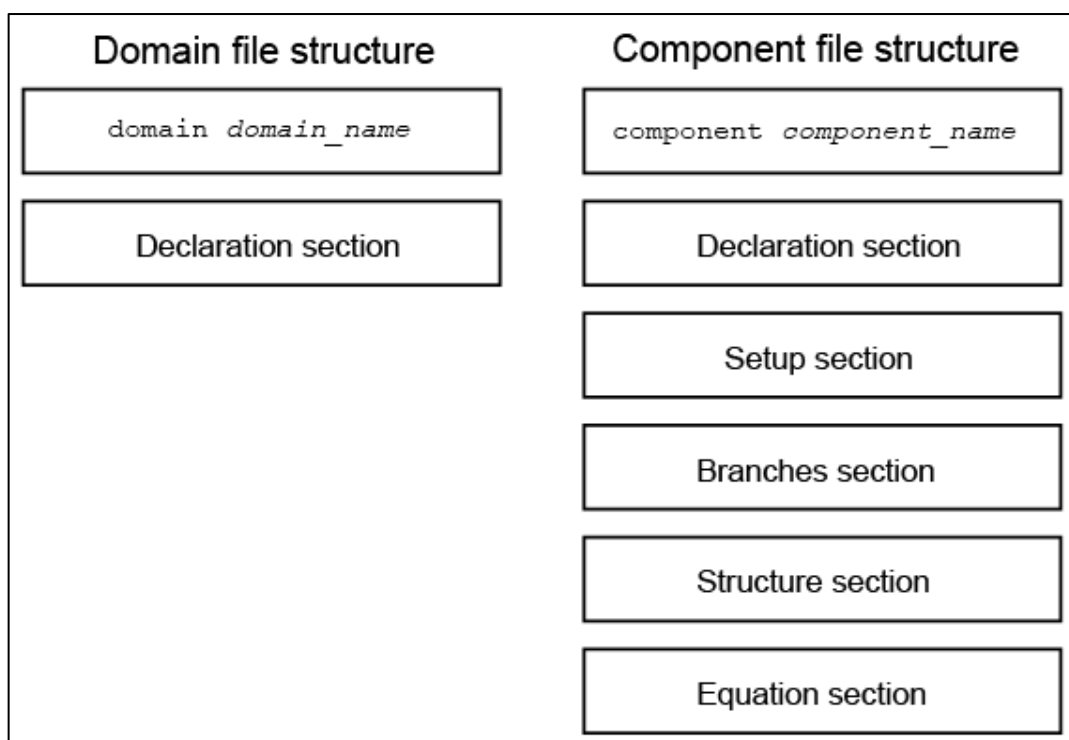 Domain file structure
domain domain_name
Declaration section
Component file structure
component component_name
Declaration section
Setup section
Branches section
Structure section
Equation section